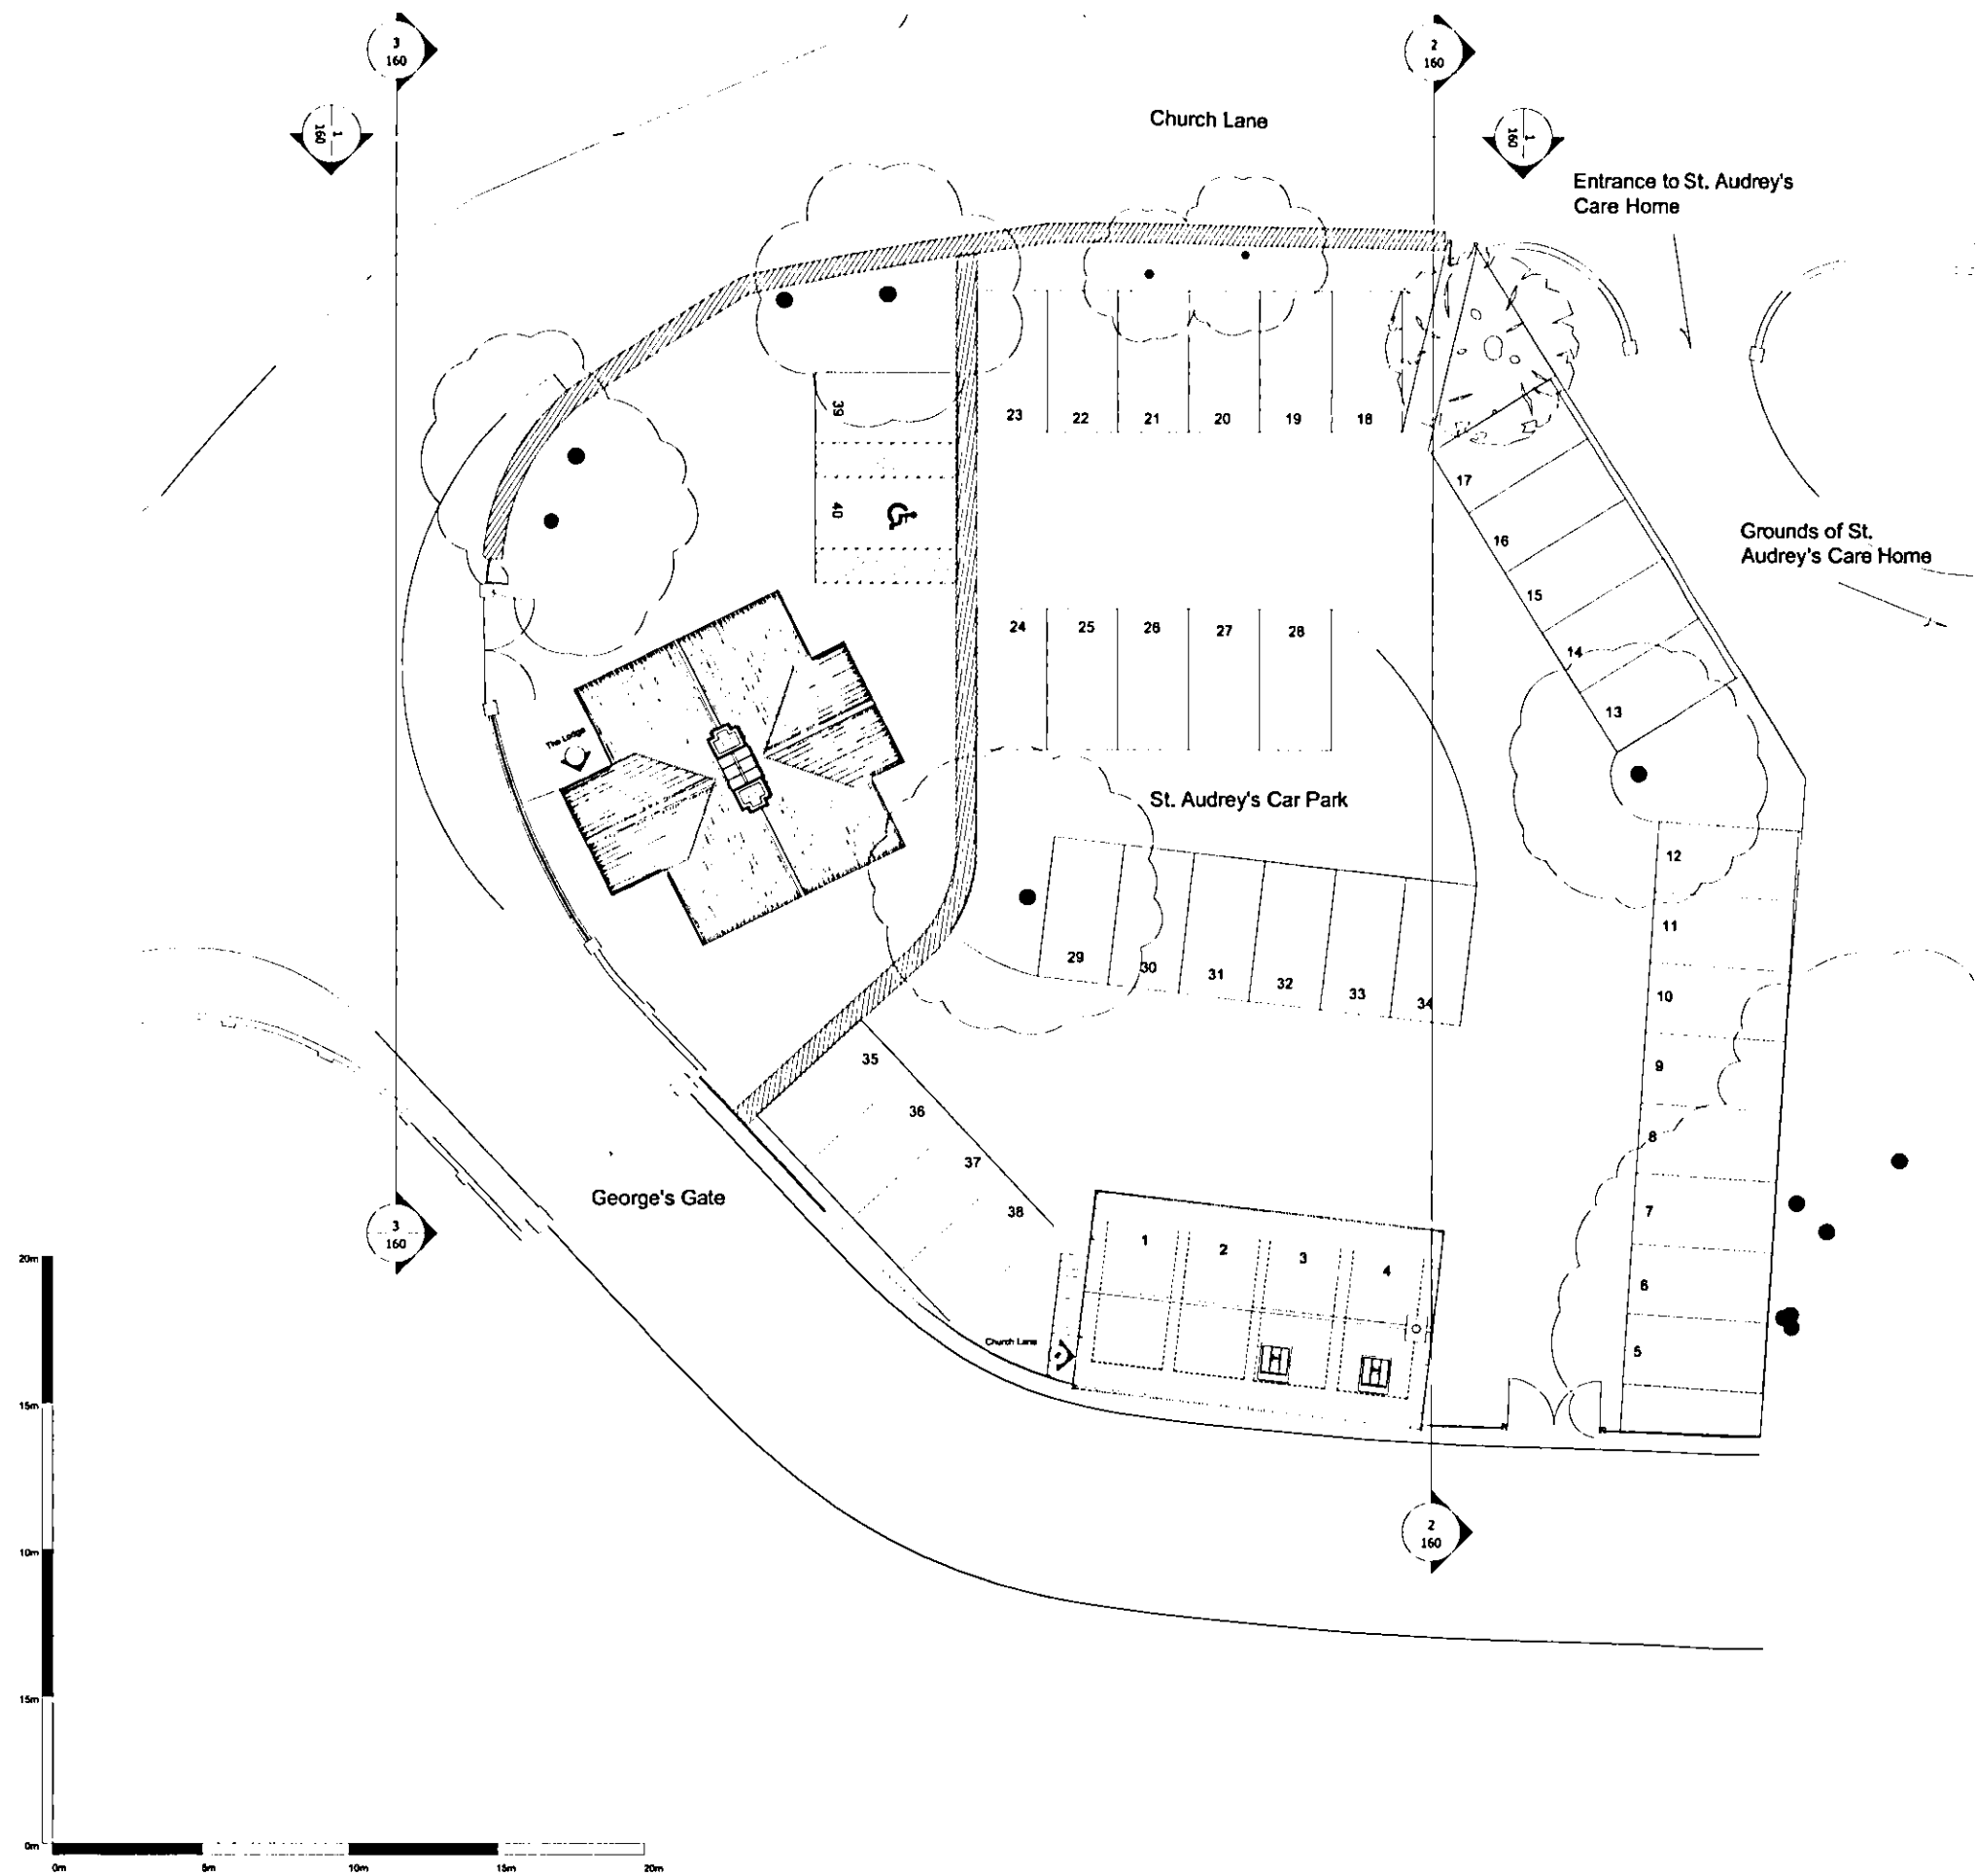 3
160
2
160
1
160
1
160
Church Lane
Entrance to St. Audrey's
Care Home
Grounds of St.
Audrey's Care Home
39
40
23 22 21 20 19 18
17
16
15
14
13
24 25 26 27 28
The Lodge
St. Audrey's Car Park
12
11
10
9
8
7
6
5
29 30 31 32 33 34
35
36
37
38
George's Gate
1 2 3 4
Church Lane
3
160
2
160
20m
15m
10m
15m
0m
0m 5m 10m 15m 20m